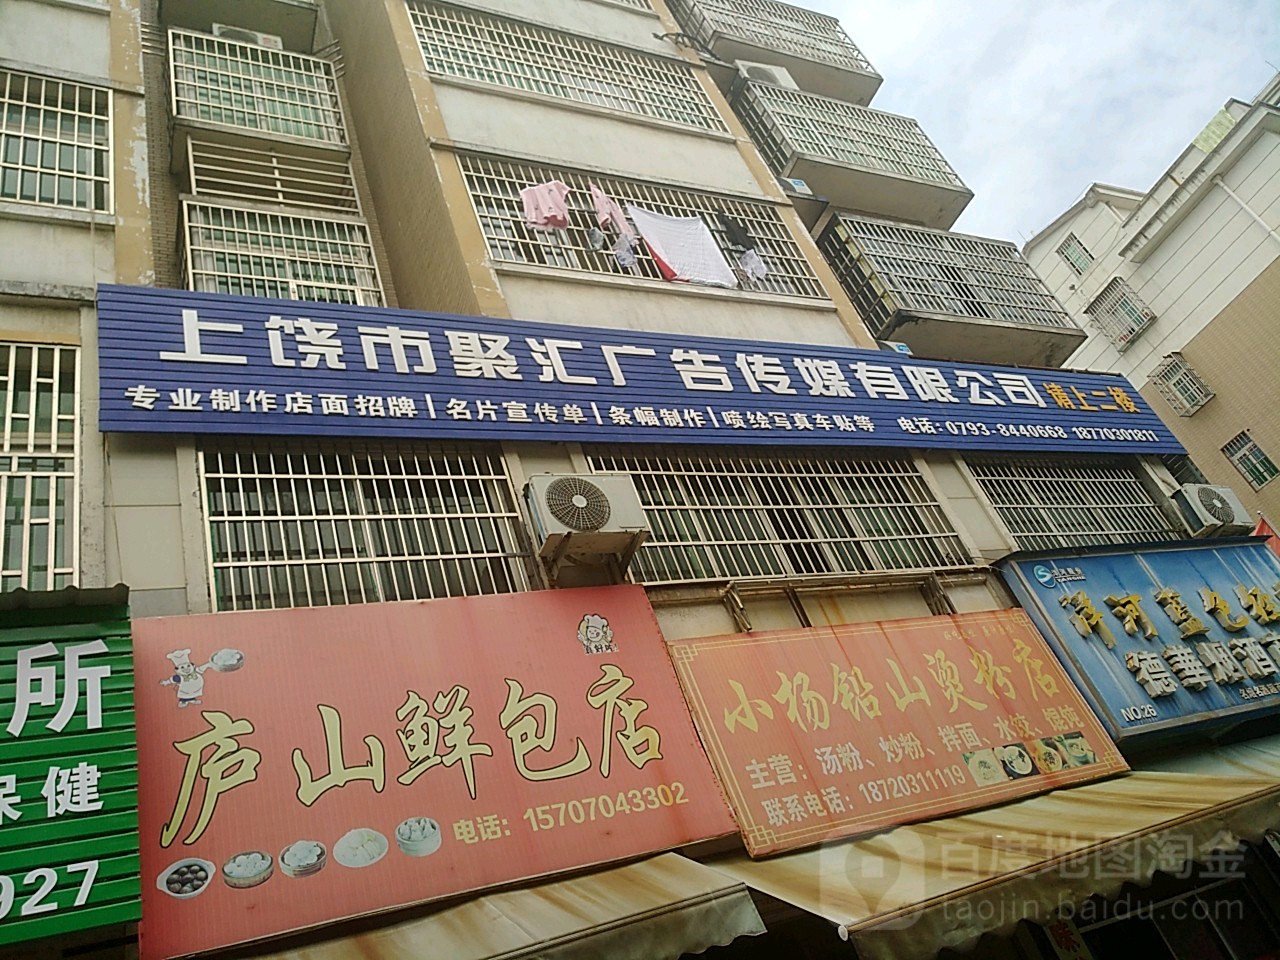 上饶市聚汇广告传媒有限公司 请上二楼
专业制作店面招牌|名片宣传单|条幅制作|喷绘写真车贴等 电话:0793-8440668 18770301811
所
保健
927
庐山鲜包店
电话:15707043302
小杨铅山烫粉店
主营:汤粉、炒粉、拌面、水饺、馄饨
联系电话:18720311119
洋河蓝色
德华烟酒
NO:26
百度地图淘金
taojin.baidu.com